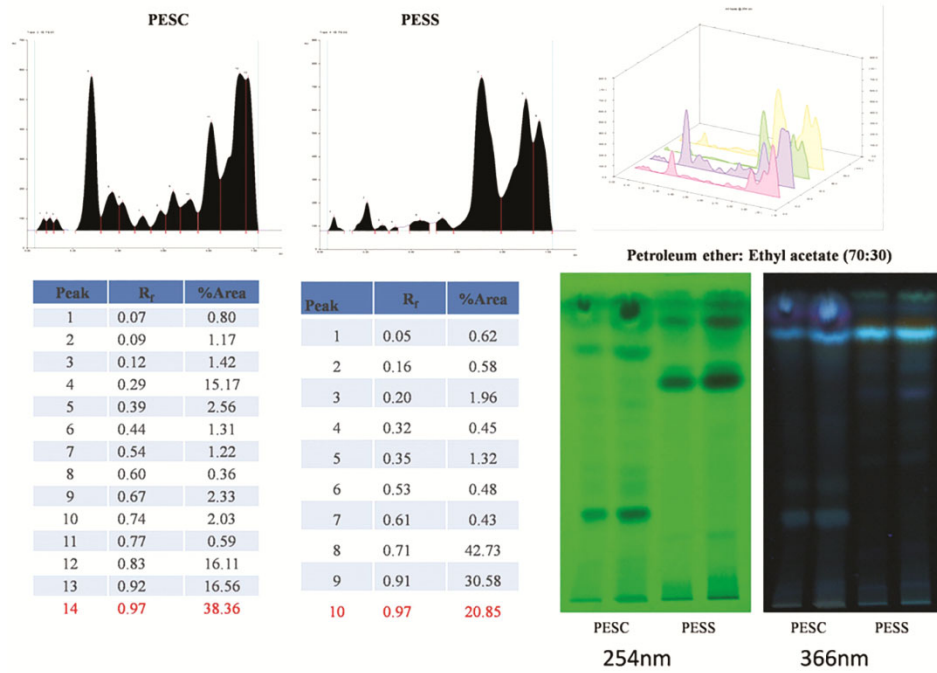 PESC
PESS
Petroleum ether: Ethyl acetate (70:30)
Peak Rf %Area
1 0.07 0.80
2 0.09 1.17
3 0.12 1.42
4 0.29 15.17
5 0.39 2.56
6 0.44 1.31
7 0.54 1.22
8 0.60 0.36
9 0.67 2.33
10 0.74 2.03
11 0.77 0.59
12 0.83 16.11
13 0.92 16.56
14 0.97 38.36
Peak Rf %Area
1 0.05 0.62
2 0.16 0.58
3 0.20 1.96
4 0.32 0.45
5 0.35 1.32
6 0.53 0.48
7 0.61 0.43
8 0.71 42.73
9 0.91 30.58
10 0.97 20.85
PESC PESS
254nm
PESC PESS
366nm